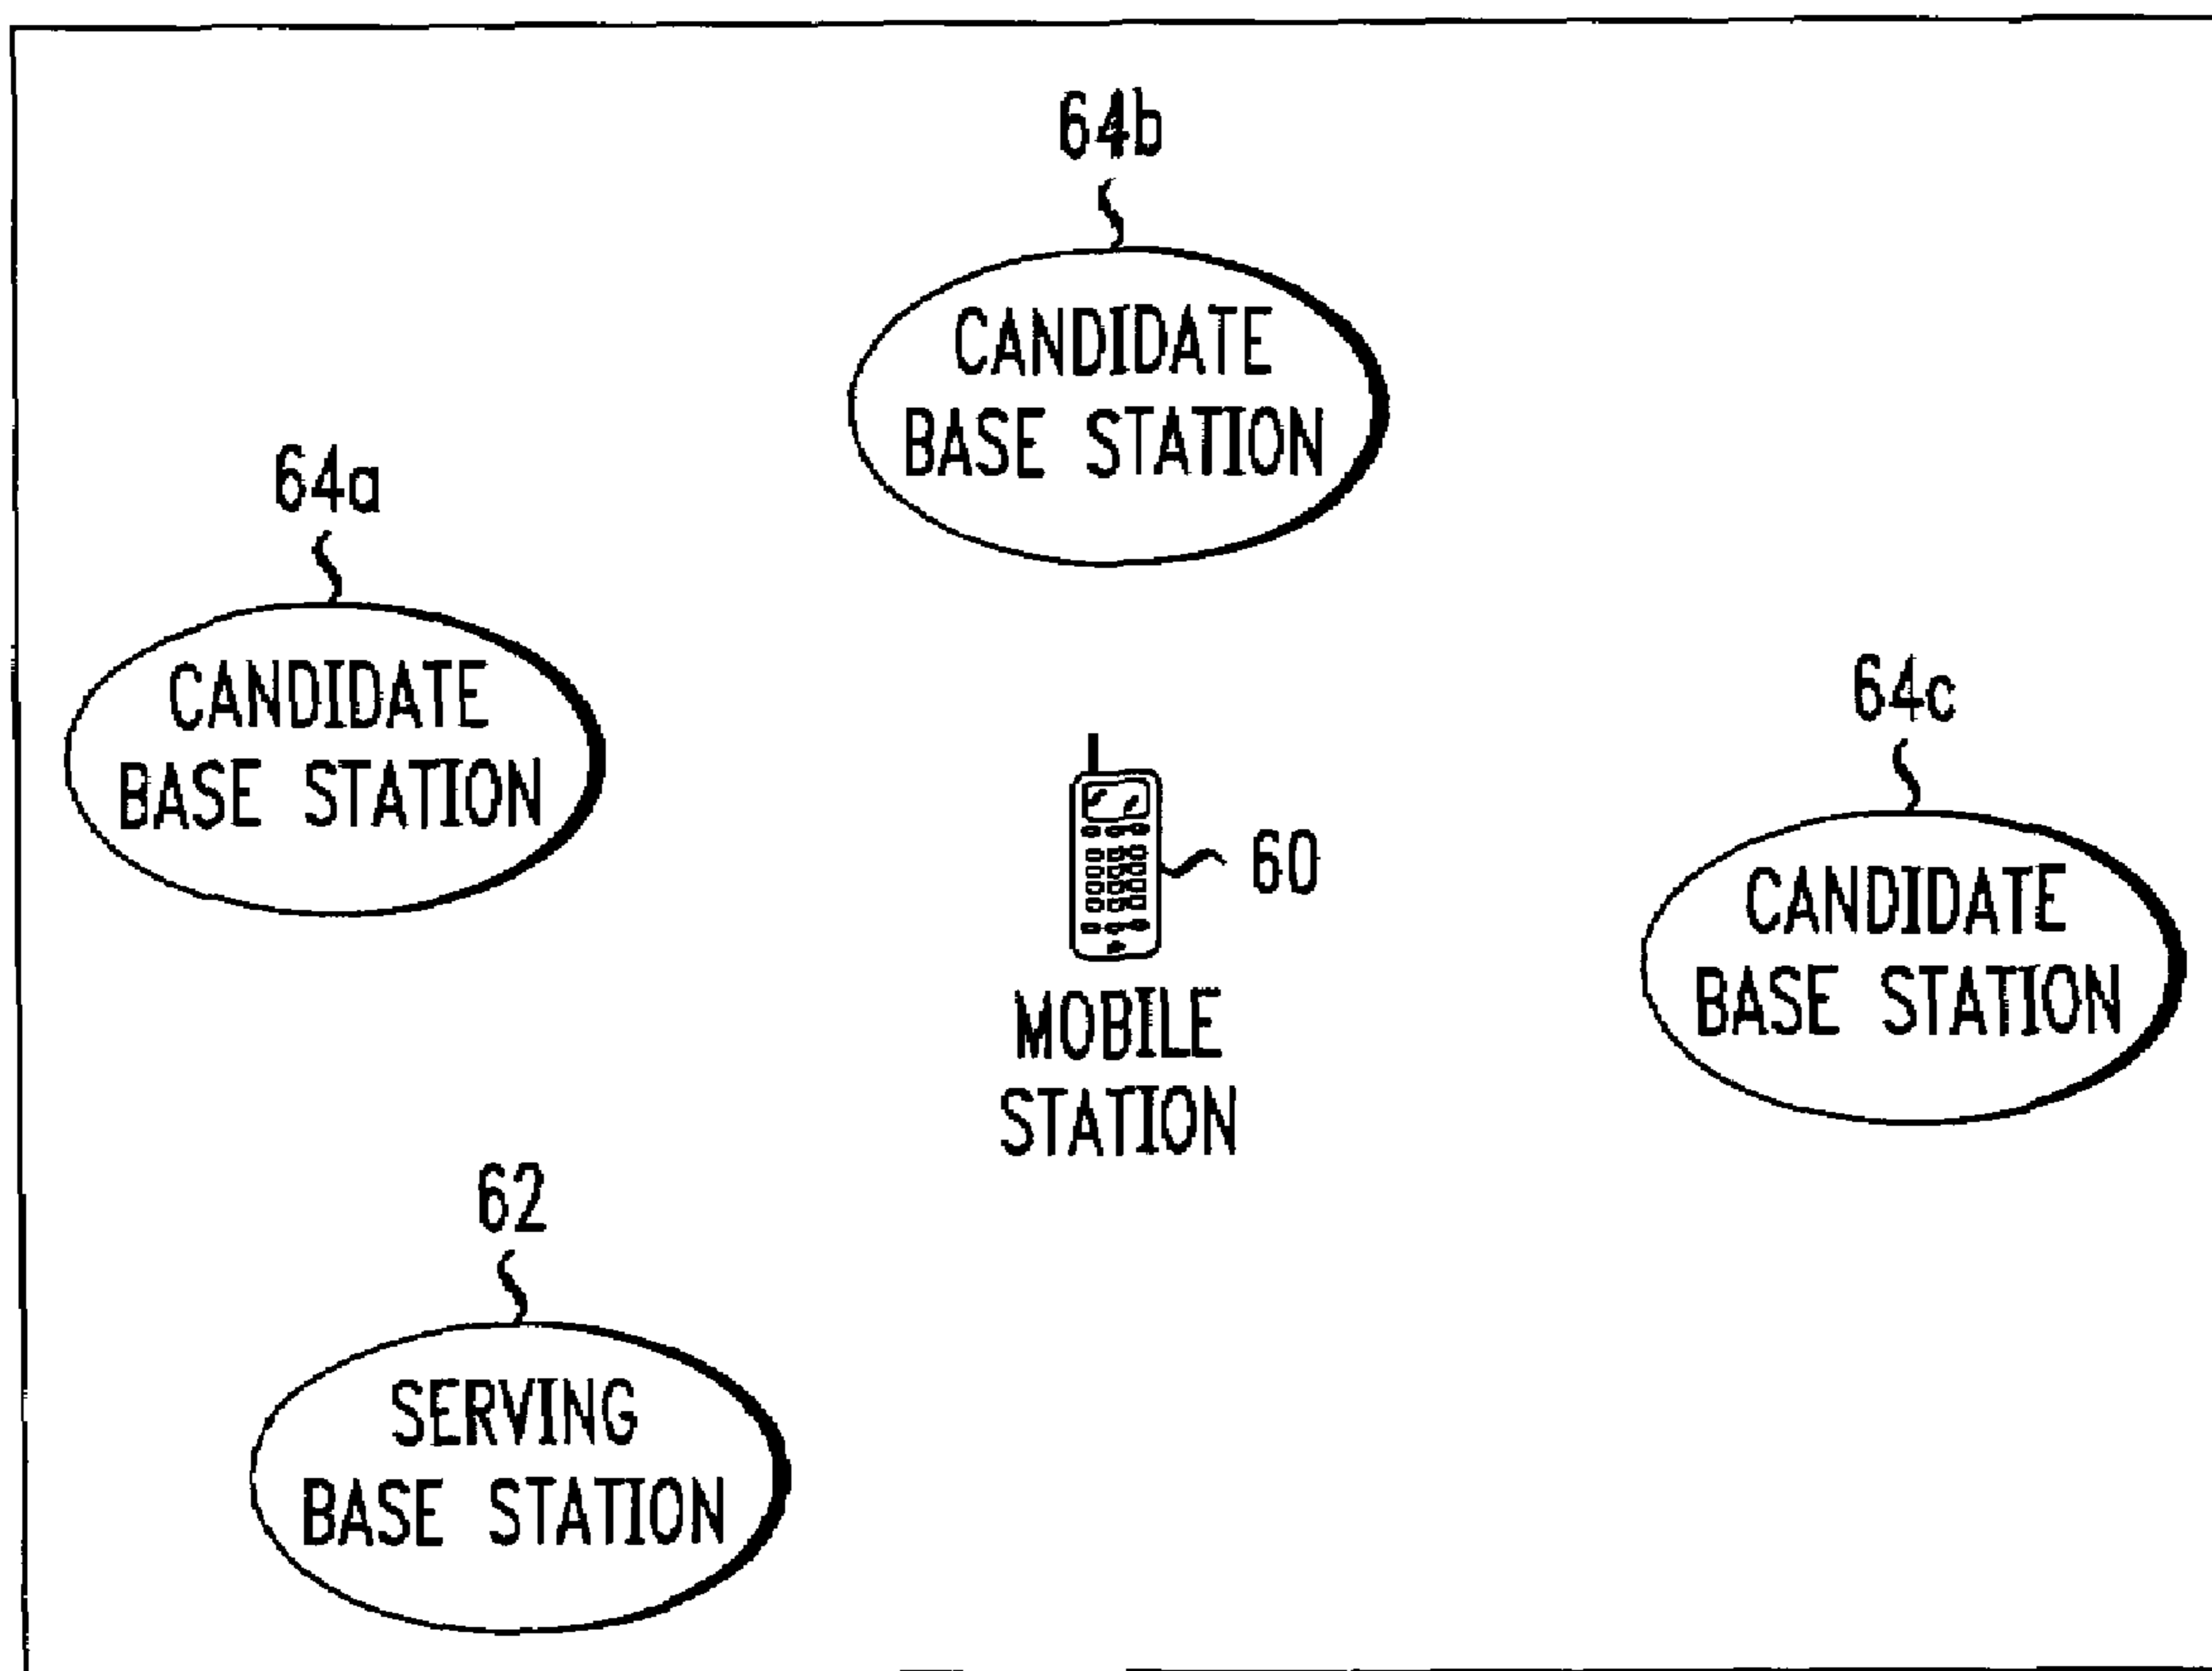 64b
CANDIDATE
BASE STATION
64a
CANDIDATE
BASE STATION
64c
CANDIDATE
BASE STATION
60
MOBILE
STATION
62
SERVING
BASE STATION